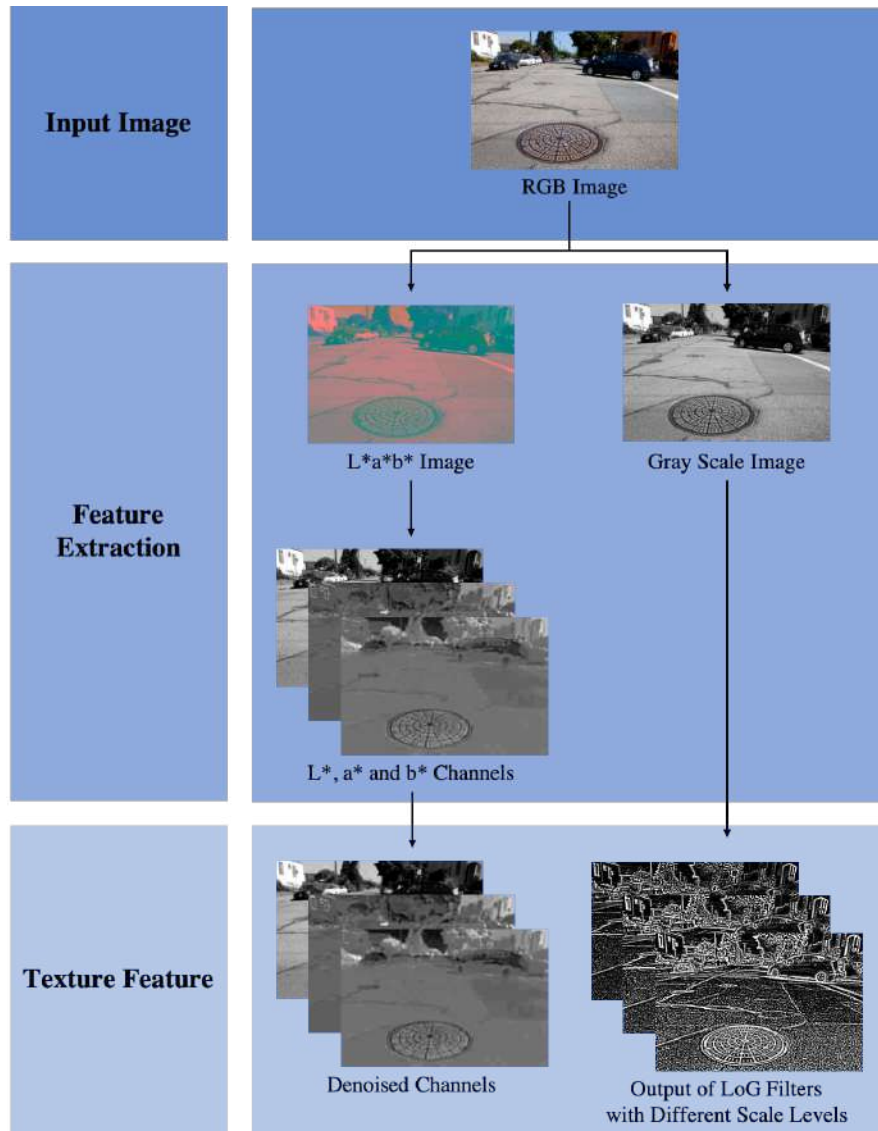 Input Image
RGB Image
L*a*b* Image
Gray Scale Image
Feature
Extraction
L*, a* and b* Channels
Texture Feature
Denoised Channels
Output of LoG Filters
with Different Scale Levels